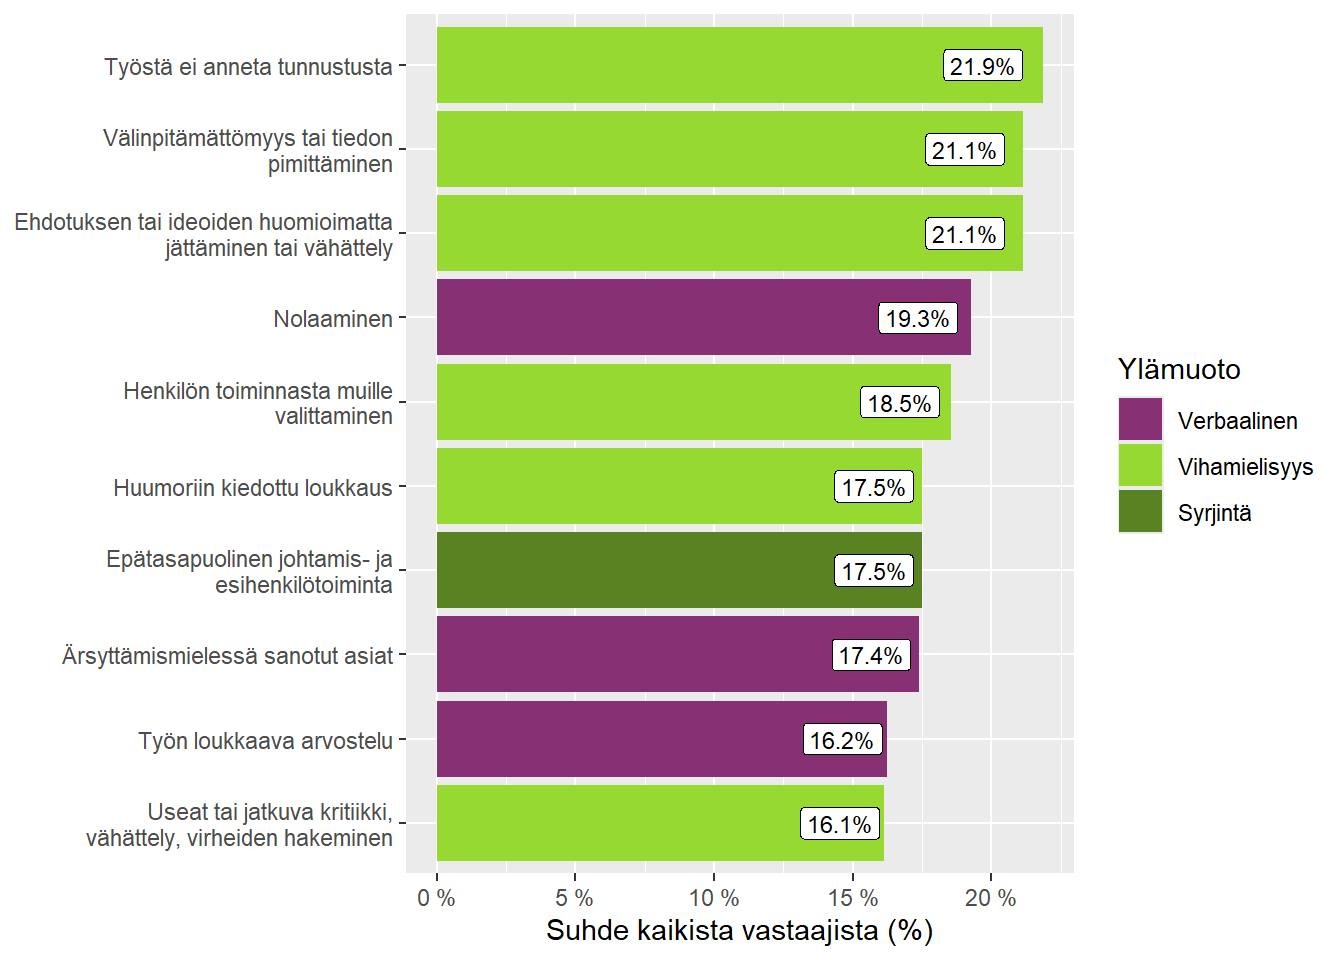 Työstä ei anneta tunnustusta
21.9%
Välinpitämättömyys tai tiedon
pimittäminen
21.1%
Ehdotuksen tai ideoiden huomioimatta
jättäminen tai vähättely
21.1%
Nolaaminen
19.3%
Henkilön toiminnasta muille
valittaminen
18.5%
Huumoriin kiedottu loukkaus
17.5%
Epätasapuolinen johtamis- ja
esihenkilötoiminta
17.5%
Ärsyttämismielessä sanotut asiat
17.4%
Työn loukkaava arvostelu
16.2%
Useat tai jatkuva kritiikki,
vähättely, virheiden hakeminen
16.1%
0 %
5 %
10 %
15 %
20 %
Suhde kaikista vastaajista (%)
Ylämuoto
Verbaalinen
Vihamielisyys
Syrjintä